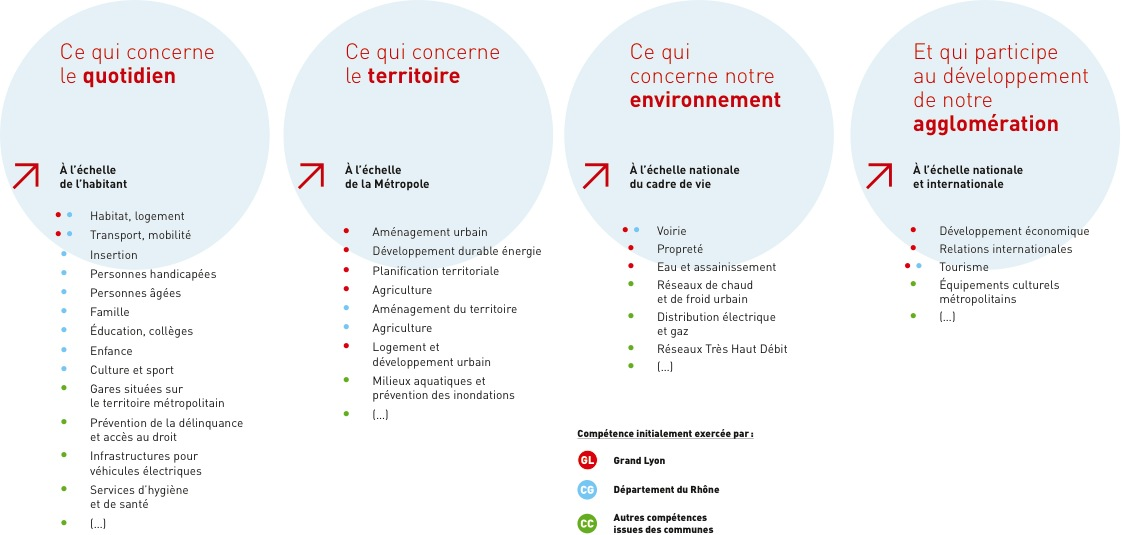 Ce qui concerne
le quotidien
À l'échelle
de l'habitant
Habitat, logement
Transport, mobilité
Insertion
Personnes handicapées
Personnes âgées
Famille
Éducation, collèges
Enfance
Culture et sport
Gares situées sur
le territoire métropolitain
Prévention de la délinquance
et accès au droit
Infrastructures pour
véhicules électriques
Services d'hygiène
et de santé
(...)
Ce qui concerne
le territoire
À l'échelle
de la Métropole
Aménagement urbain
Développement durable énergie
Planification territoriale
Agriculture
Aménagement du territoire
Agriculture
Logement et
développement urbain
Milieux aquatiques et
prévention des inondations
(...)
Ce qui
concerne notre
environnement
À l'échelle nationale
du cadre de vie
Voirie
Propreté
Eau et assainissement
Réseaux de chaud
et de froid urbain
Distribution électrique
et gaz
Réseaux Très Haut Débit
(...)
Et qui participe
au développement
de notre
agglomération
À l'échelle nationale
et internationale
Développement économique
Relations internationales
Tourisme
Équipements culturels
métropolitains
(...)
Compétence initialement exercée par :
GL Grand Lyon
CG Département du Rhône
CC Autres compétences
issues des communes